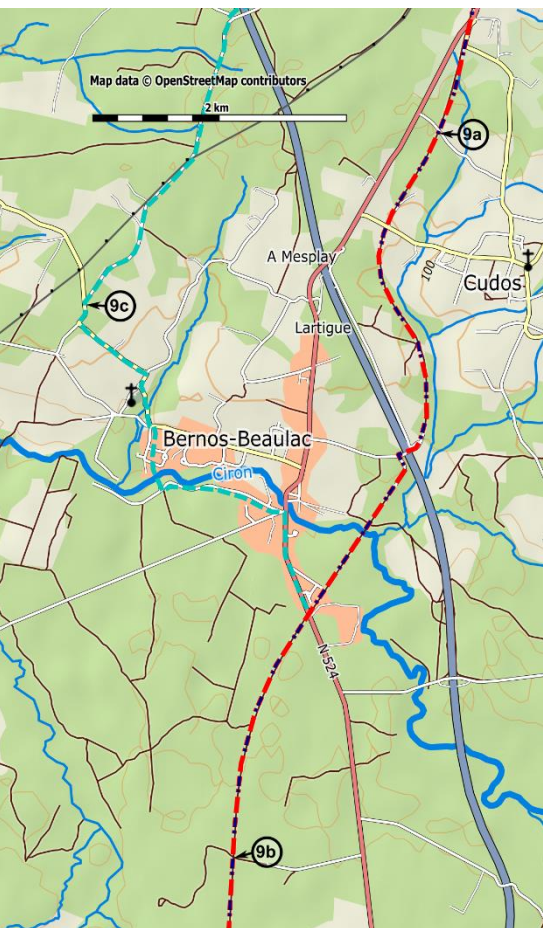 Map data © OpenStreetMap contributors
2 km
9a
A Mesplay
100
Cudos
9c
Lartigue
Bernos-Beaulac
Ciron
N 524
9b